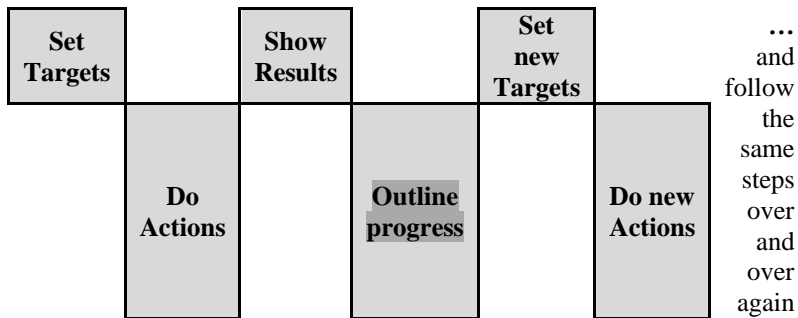 Set
Targets
Do
Actions
Show
Results
Outline
progress
Set
new
Targets
Do new
Actions
...
and
follow
the
same
steps
over
and
over
again